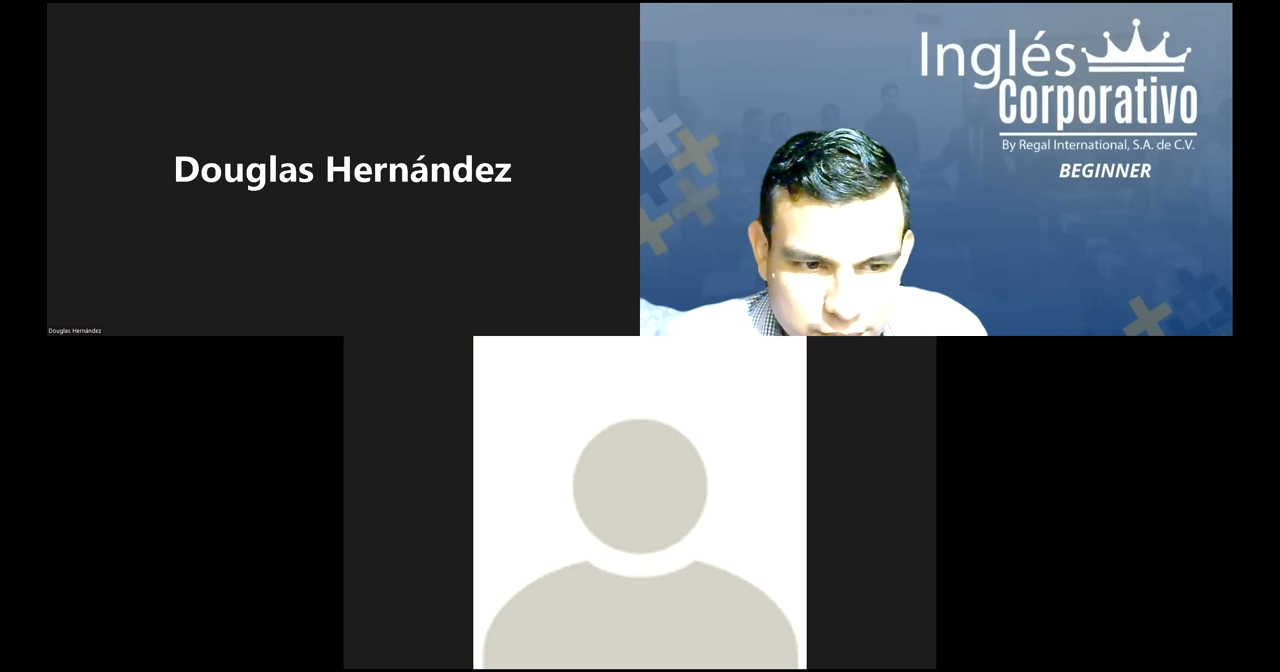 Douglas Hernández
Douglas Hernández
Inglés
Corporativo
By Regal International, S.A. de C.V.
BEGINNER